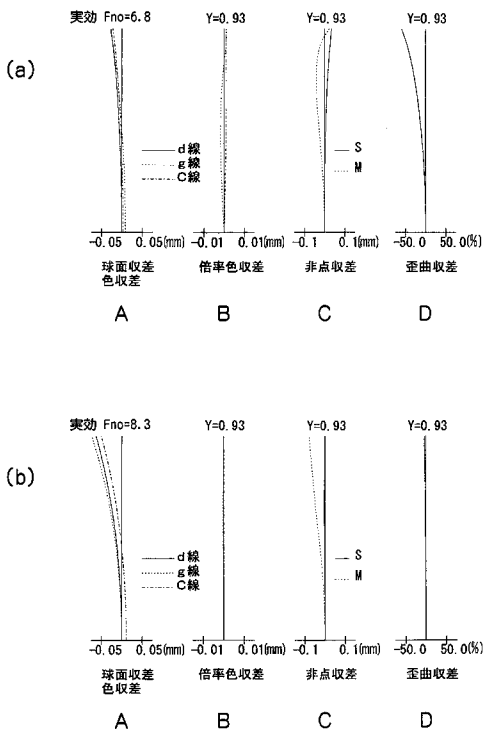 (a)
実効 Fno=6.8 Y=0.93 Y=0.93 Y=0.93
d線
g線
C線
S
M
-0.05 0.05(mm) -0.01 0.01(mm) -0.1 0.1(mm) -50.0 0 50.0(%)
球面収差 倍率色収差 非点収差 歪曲収差
色収差
A B C D
(b)
実効 Fno=8.3 Y=0.93 Y=0.93 Y=0.93
d線
g線
C線
S
M
-0.05 0.05(mm) -0.01 0.01(mm) -0.1 0.1(mm) -50.0 0 50.0(%)
球面収差 倍率色収差 非点収差 歪曲収差
色収差
A B C D